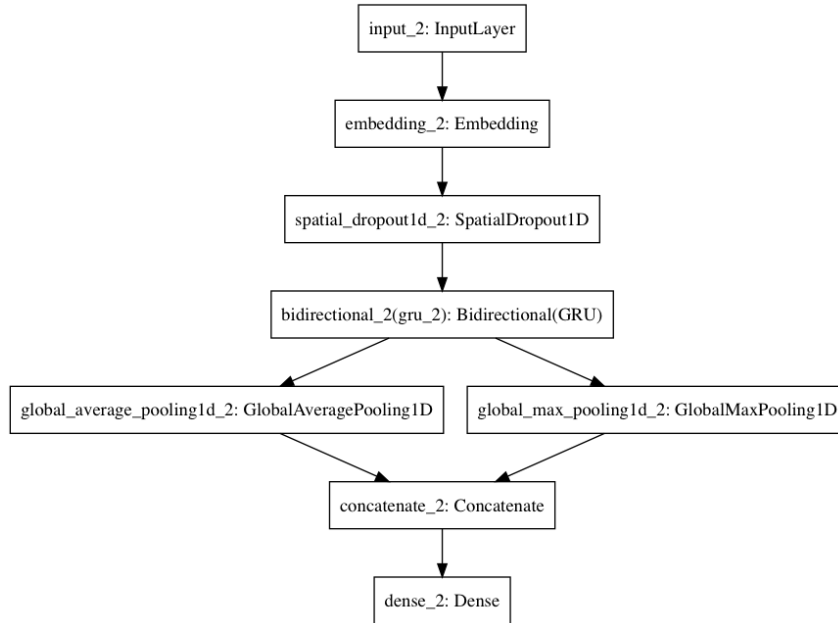 input_2: InputLayer
embedding_2: Embedding
spatial_dropout1d_2: SpatialDropout1D
bidirectional_2(gru_2): Bidirectional(GRU)
global_average_pooling1d_2: GlobalAveragePooling1D
global_max_pooling1d_2: GlobalMaxPooling1D
concatenate_2: Concatenate
dense_2: Dense